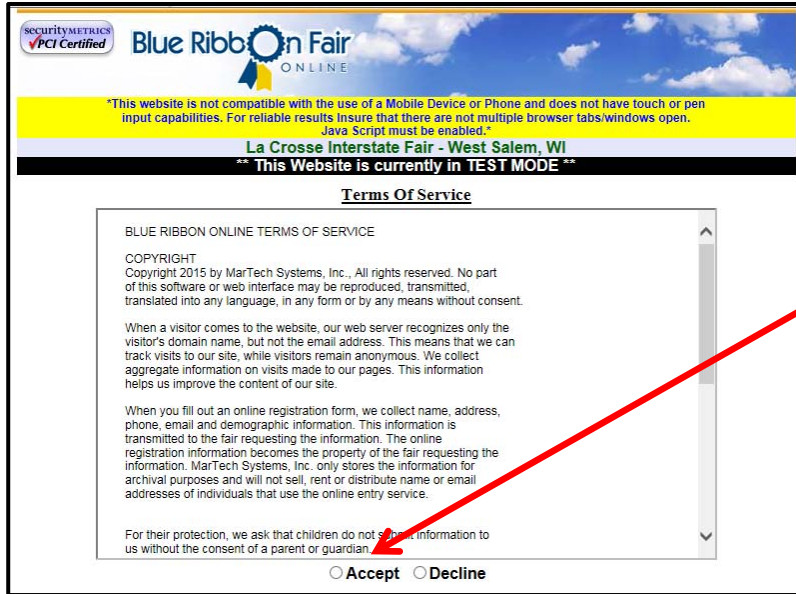 securityMETRICS
PCI Certified
Blue Ribbon Fair
ONLINE
*This website is not compatible with the use of a Mobile Device or Phone and does not have touch or pen
input capabilities. For reliable results Insure that there are not multiple browser tabs/windows open.
Java Script must be enabled.*
La Crosse Interstate Fair - West Salem, WI
** This Website is currently in TEST MODE **
Terms Of Service
BLUE RIBBON ONLINE TERMS OF SERVICE
COPYRIGHT
Copyright 2015 by MarTech Systems, Inc., All rights reserved. No part
of this software or web interface may be reproduced, transmitted,
translated into any language, in any form or by any means without consent.
When a visitor comes to the website, our web server recognizes only the
visitor's domain name, but not the email address. This means that we can
track visits to our site, while visitors remain anonymous. We collect
aggregate information on visits made to our pages. This information
helps us improve the content of our site.
When you fill out an online registration form, we collect name, address,
phone, email and demographic information. This information is
transmitted to the fair requesting the information. The online
registration information becomes the property of the fair requesting the
information. MarTech Systems, Inc. only stores the information for
archival purposes and will not sell, rent or distribute name or email
addresses of individuals that use the online entry service.
For their protection, we ask that children do not submit information to
us without the consent of a parent or guardian.
Accept Decline